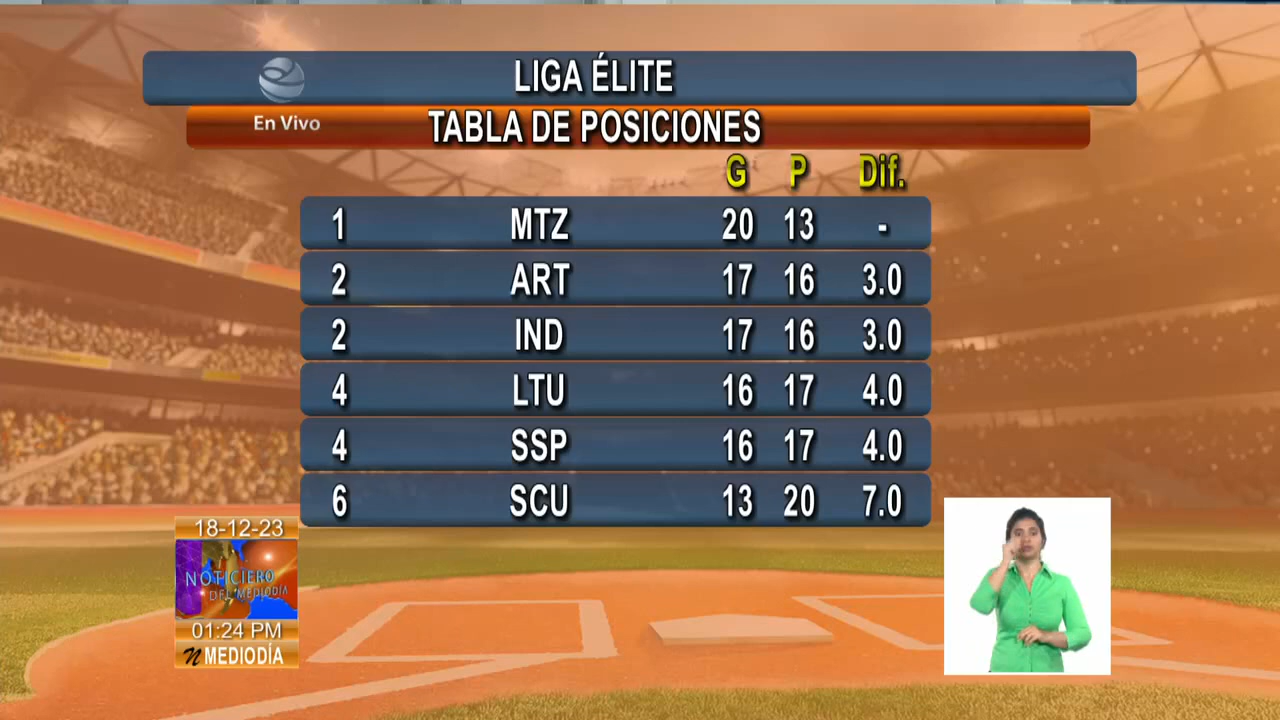 LIGA ÉLITE
En Vivo
TABLA DE POSICIONES
G P Dif.
1 MTZ 20 13 -
2 ART 17 16 3.0
2 IND 17 16 3.0
4 LTU 16 17 4.0
4 SSP 16 17 4.0
6 SCU 13 20 7.0
18-12-23
NOTICIERO
DEL MEDIODÍA
01:24 PM
n MEDIODÍA